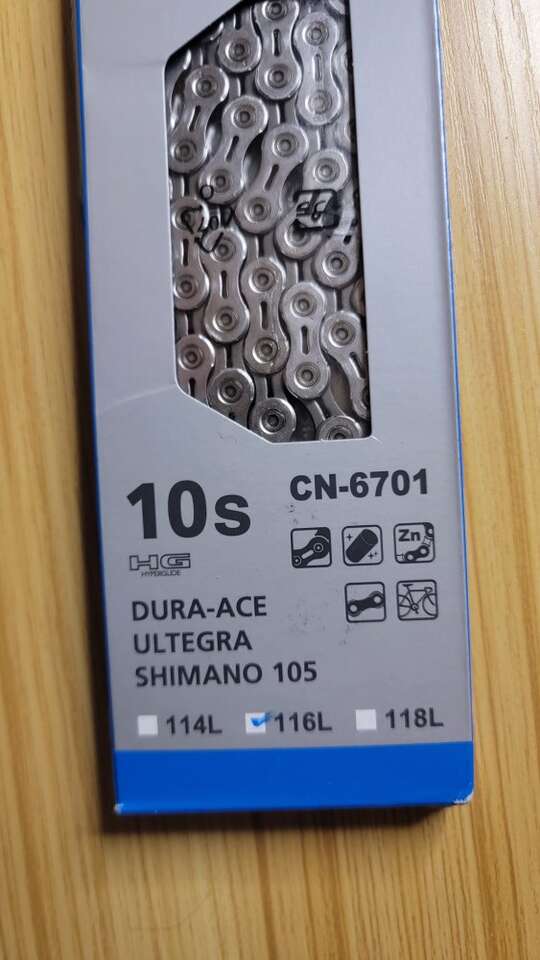 10s CN-6701
HG
HYPERGLIDE
Zn
DURA-ACE
ULTEGRA
SHIMANO 105
114L 116L 118L